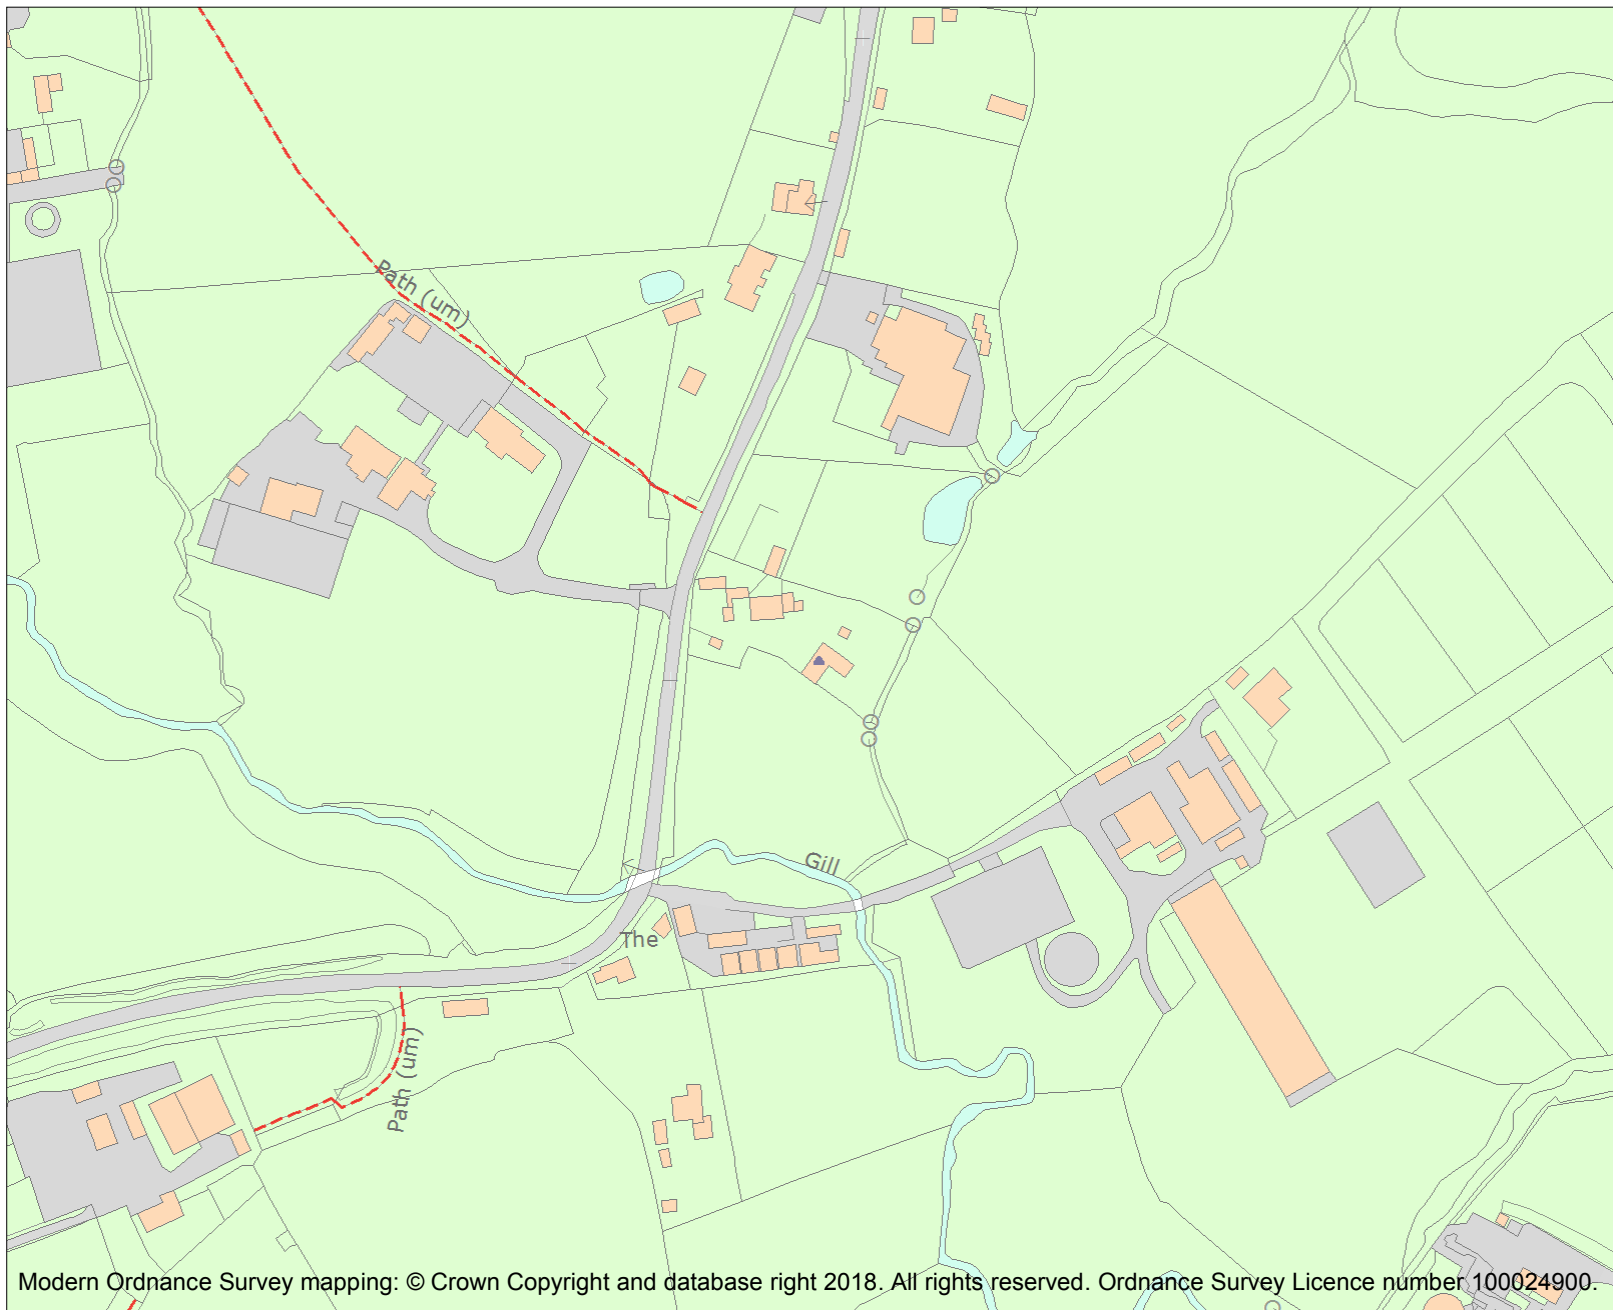 Path (um)
Gill
The
Path (um)
Modern Ordnance Survey mapping: © Crown Copyright and database right 2018. All rights reserved. Ordnance Survey Licence number 100024900.